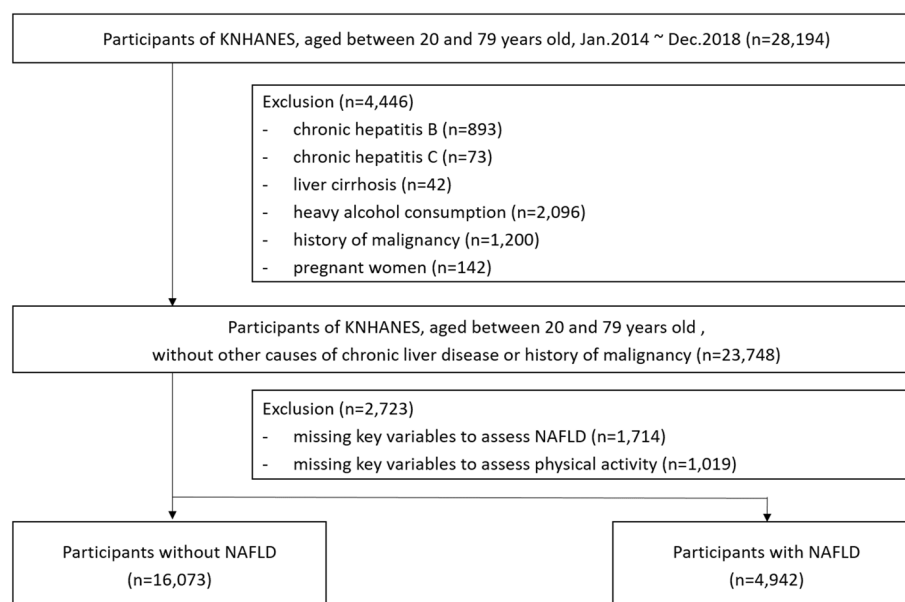 Participants of KNHANES, aged between 20 and 79 years old, Jan.2014 ~ Dec.2018 (n=28,194)
Exclusion (n=4,446)
- chronic hepatitis B (n=893)
- chronic hepatitis C (n=73)
- liver cirrhosis (n=42)
- heavy alcohol consumption (n=2,096)
- history of malignancy (n=1,200)
- pregnant women (n=142)
Participants of KNHANES, aged between 20 and 79 years old ,
without other causes of chronic liver disease or history of malignancy (n=23,748)
Exclusion (n=2,723)
- missing key variables to assess NAFLD (n=1,714)
- missing key variables to assess physical activity (n=1,019)
Participants without NAFLD
(n=16,073)
Participants with NAFLD
(n=4,942)